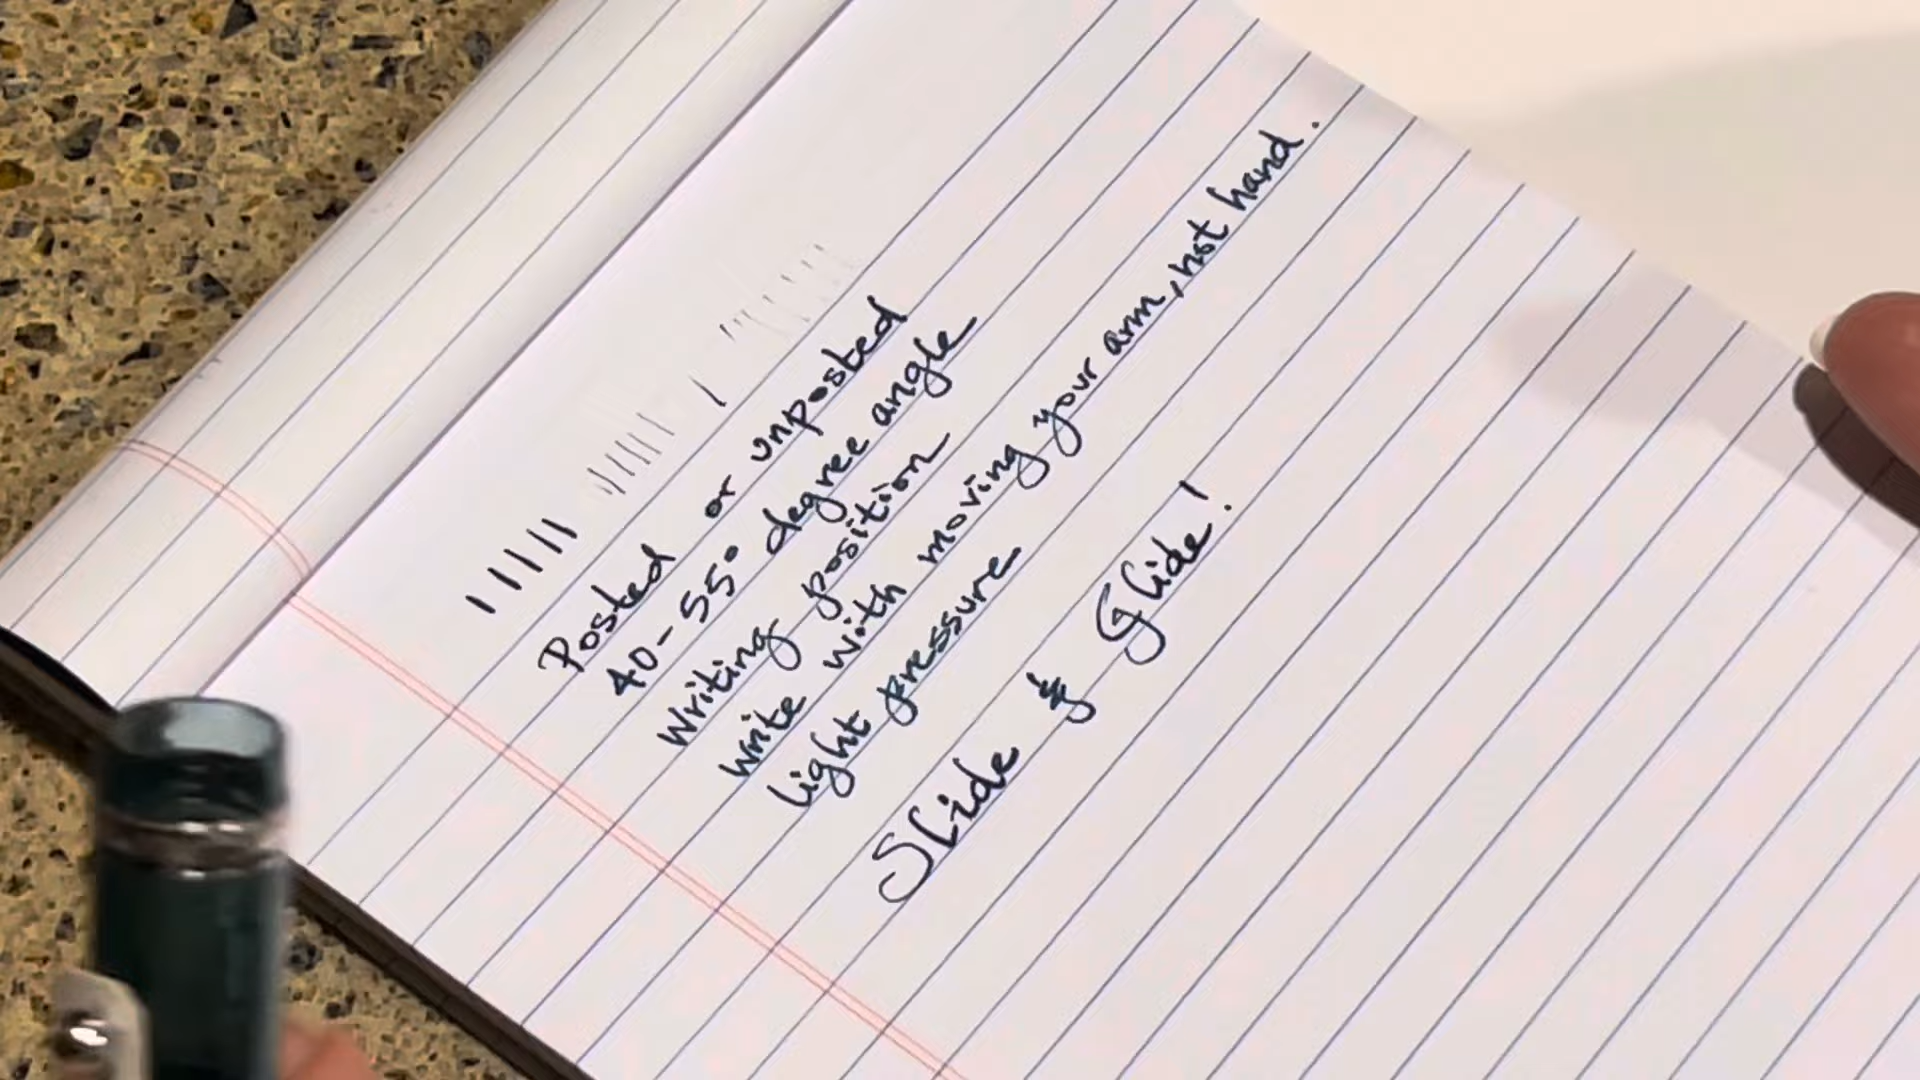 Posted or unposted
40-55° degree angle
Writing position
Write with moving your arm, not hand.
Light pressure
Slide & Glide!